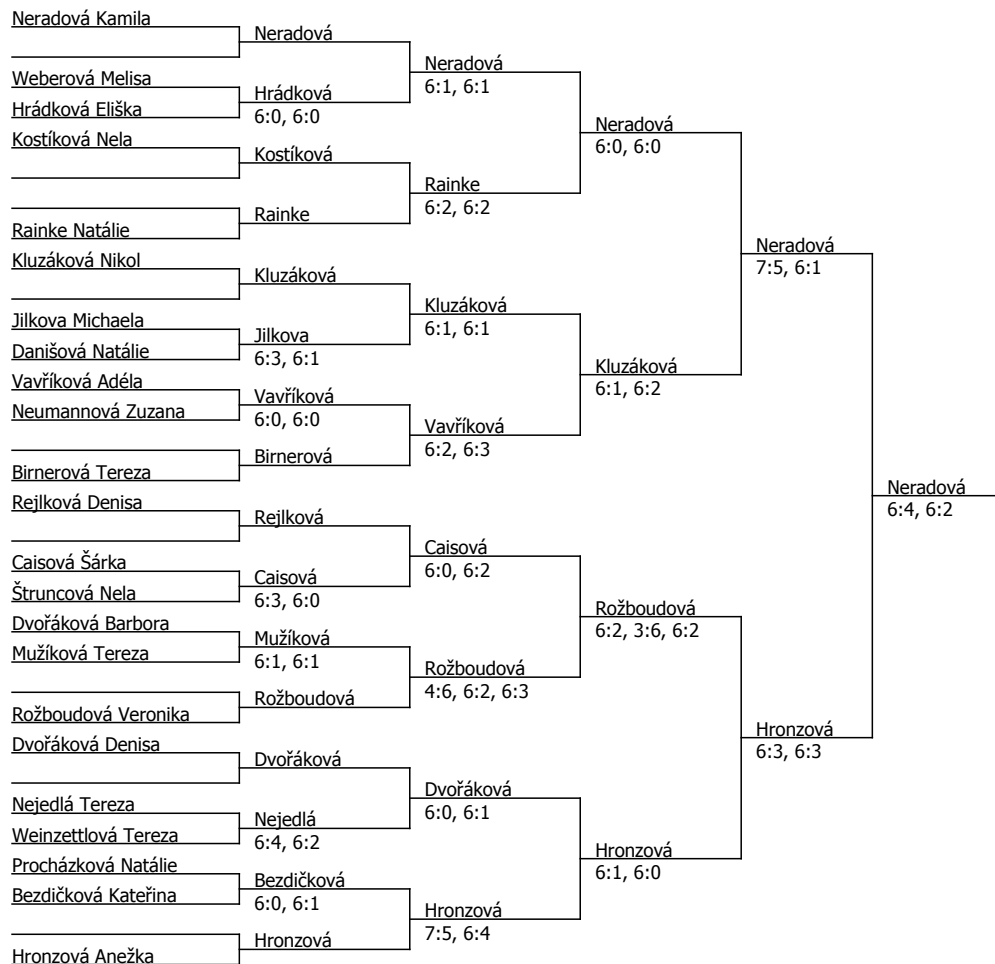 Neradová Kamila
Weberová Melisa
Hrádková Eliška
Kostíková Nela
Rainke Natálie
Kluzáková Nikol
Jilkova Michaela
Danišová Natálie
Vavříková Adéla
Neumannová Zuzana
Birnerová Tereza
Rejlková Denisa
Caisová Šárka
Štruncová Nela
Dvořáková Barbora
Mužíková Tereza
Rožboudová Veronika
Dvořáková Denisa
Nejedlá Tereza
Weinzettlová Tereza
Procházková Natálie
Bezdičková Kateřina
Hronzová Anežka
Neradová
Hrádková
6:0, 6:0
Kostíková
Rainke
Kluzáková
Jilkova
6:3, 6:1
Vavříková
6:0, 6:0
Birnerová
Rejlková
Caisová
6:3, 6:0
Mužíková
6:1, 6:1
Rožboudová
Dvořáková
Nejedlá
6:4, 6:2
Bezdičková
6:0, 6:1
Hronzová
Neradová
6:1, 6:1
Rainke
6:2, 6:2
Kluzáková
6:1, 6:1
Vavříková
6:2, 6:3
Caisová
6:0, 6:2
Rožboudová
4:6, 6:2, 6:3
Dvořáková
6:0, 6:1
Hronzová
7:5, 6:4
Neradová
6:0, 6:0
Kluzáková
6:1, 6:2
Rožboudová
6:2, 3:6, 6:2
Hronzová
6:1, 6:0
Neradová
7:5, 6:1
Hronzová
6:3, 6:3
Neradová
6:4, 6:2